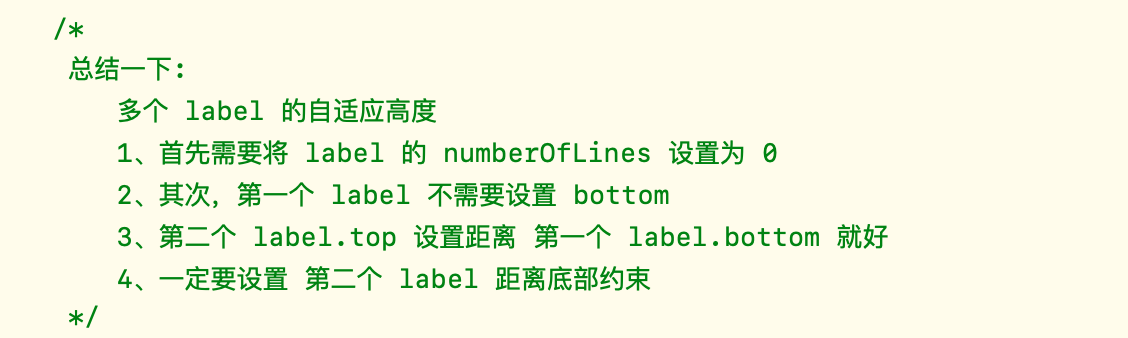 /*
总结一下:
多个 label 的自适应高度
1、首先需要将 label 的 numberOfLines 设置为 0
2、其次, 第一个 label 不需要设置 bottom
3、第二个 label.top 设置距离 第一个 label.bottom 就好
4、一定要设置 第二个 label 距离底部约束
*/